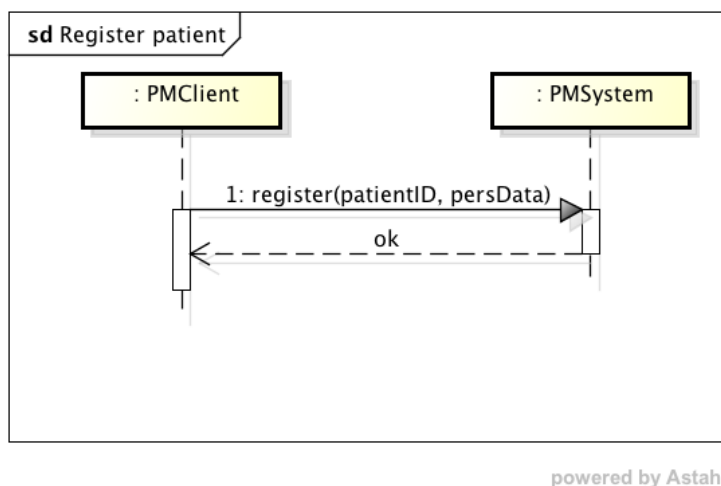 sd Register patient
: PMClient
: PMSystem
1: register(patientID, persData)
ok
powered by Astah